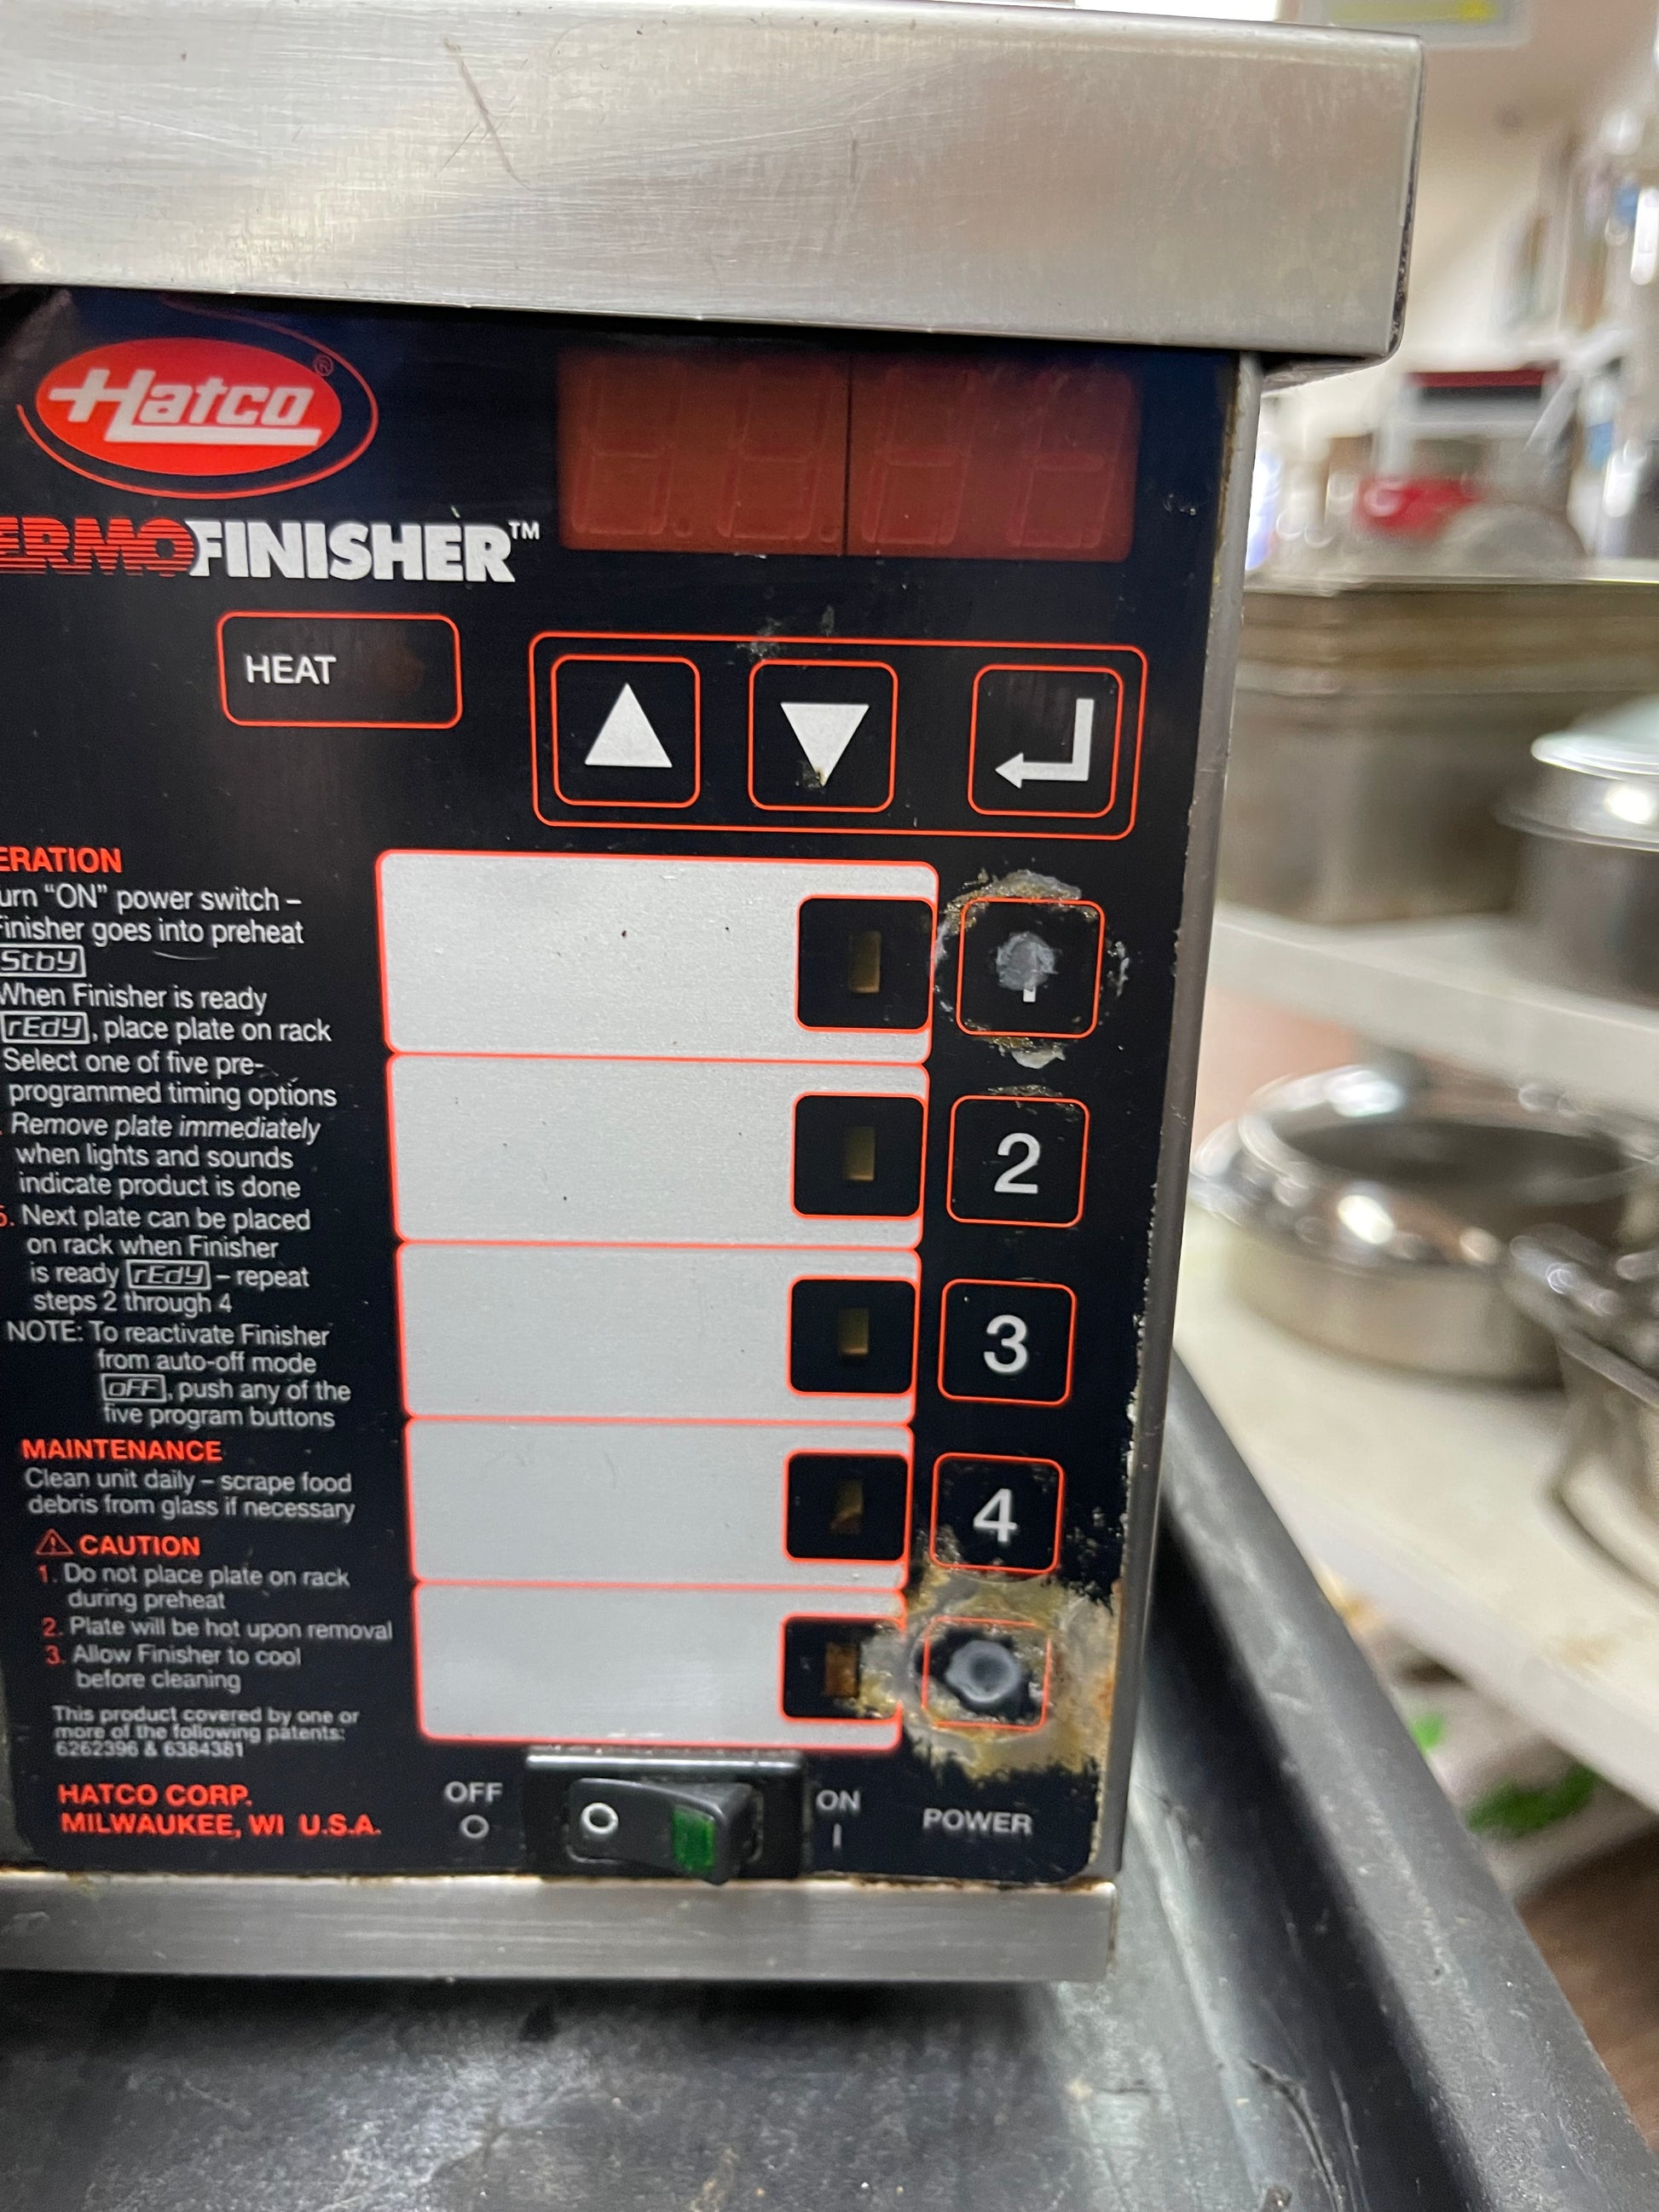 Hatco®
ERMOFINISHER™
HEAT
ERATION
urn “ON” power switch –
Finisher goes into preheat
Stby
When Finisher is ready
rEdy, place plate on rack
Select one of five pre-
programmed timing options
. Remove plate immediately
when lights and sounds
indicate product is done
5. Next plate can be placed
on rack when Finisher
is ready rEdy – repeat
steps 2 through 4
NOTE: To reactivate Finisher
from auto-off mode
oFF, push any of the
five program buttons
MAINTENANCE
Clean unit daily – scrape food
debris from glass if necessary
CAUTION
1. Do not place plate on rack
during preheat
2. Plate will be hot upon removal
3. Allow Finisher to cool
before cleaning
This product covered by one or
more of the following patents:
6262396 & 6384381
HATCO CORP.
MILWAUKEE, WI U.S.A.
2
3
4
OFF
O
O
ON
I
POWER